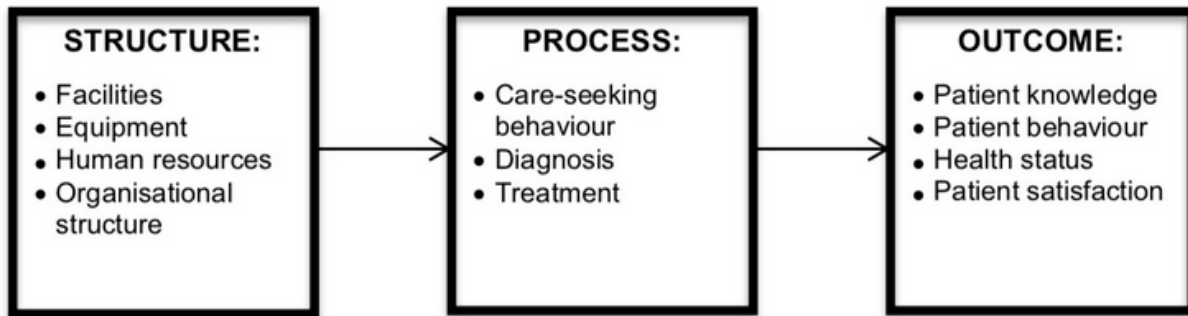 STRUCTURE:
• Facilities
• Equipment
• Human resources
• Organisational
structure
PROCESS:
• Care-seeking
behaviour
• Diagnosis
• Treatment
OUTCOME:
• Patient knowledge
• Patient behaviour
• Health status
• Patient satisfaction